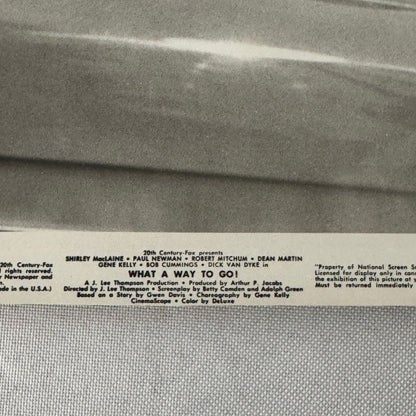 20th Century-Fox
rights reserved.
Newspaper and
ade in the U.S.A.)
20th Century-Fox presents
SHIRLEY MacLAINE • PAUL NEWMAN • ROBERT MITCHUM • DEAN MARTIN
GENE KELLY • BOB CUMMINGS • DICK VAN DYKE in
WHAT A WAY TO GO!
A J. Lee Thompson Production • Produced by Arthur P. Jacobs
Directed by J. Lee Thompson • Screenplay by Betty Comden and Adolph Green
Based on a Story by Gwen Davis • Choreography by Gene Kelly
CinemaScope • Color by DeLuxe
"Property of National Screen S
Licensed for display only in con
the exhibition of this picture at y
Must be returned immediately